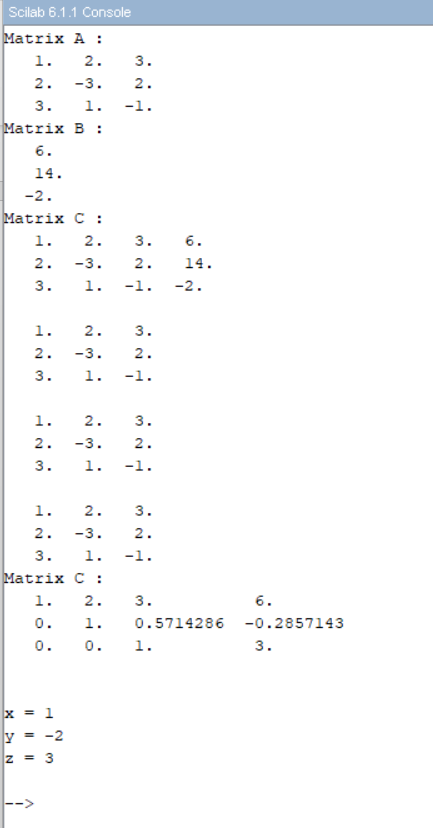 Scilab 6.1.1 Console
Matrix A :
1. 2. 3.
2. -3. 2.
3. 1. -1.
Matrix B :
6.
14.
-2.
Matrix C :
1. 2. 3. 6.
2. -3. 2. 14.
3. 1. -1. -2.
1. 2. 3.
2. -3. 2.
3. 1. -1.
1. 2. 3.
2. -3. 2.
3. 1. -1.
1. 2. 3.
2. -3. 2.
3. 1. -1.
Matrix C :
1. 2. 3. 6.
0. 1. 0.5714286 -0.2857143
0. 0. 1. 3.
x = 1
y = -2
z = 3
-->